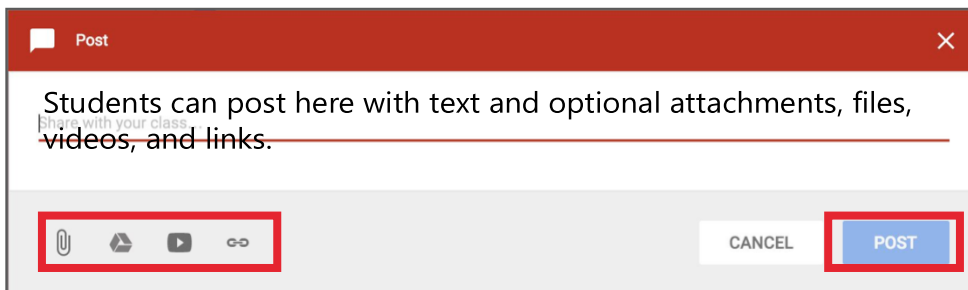 Post
Students can post here with text and optional attachments, files,
Share with your class...
videos, and links.
CANCEL POST